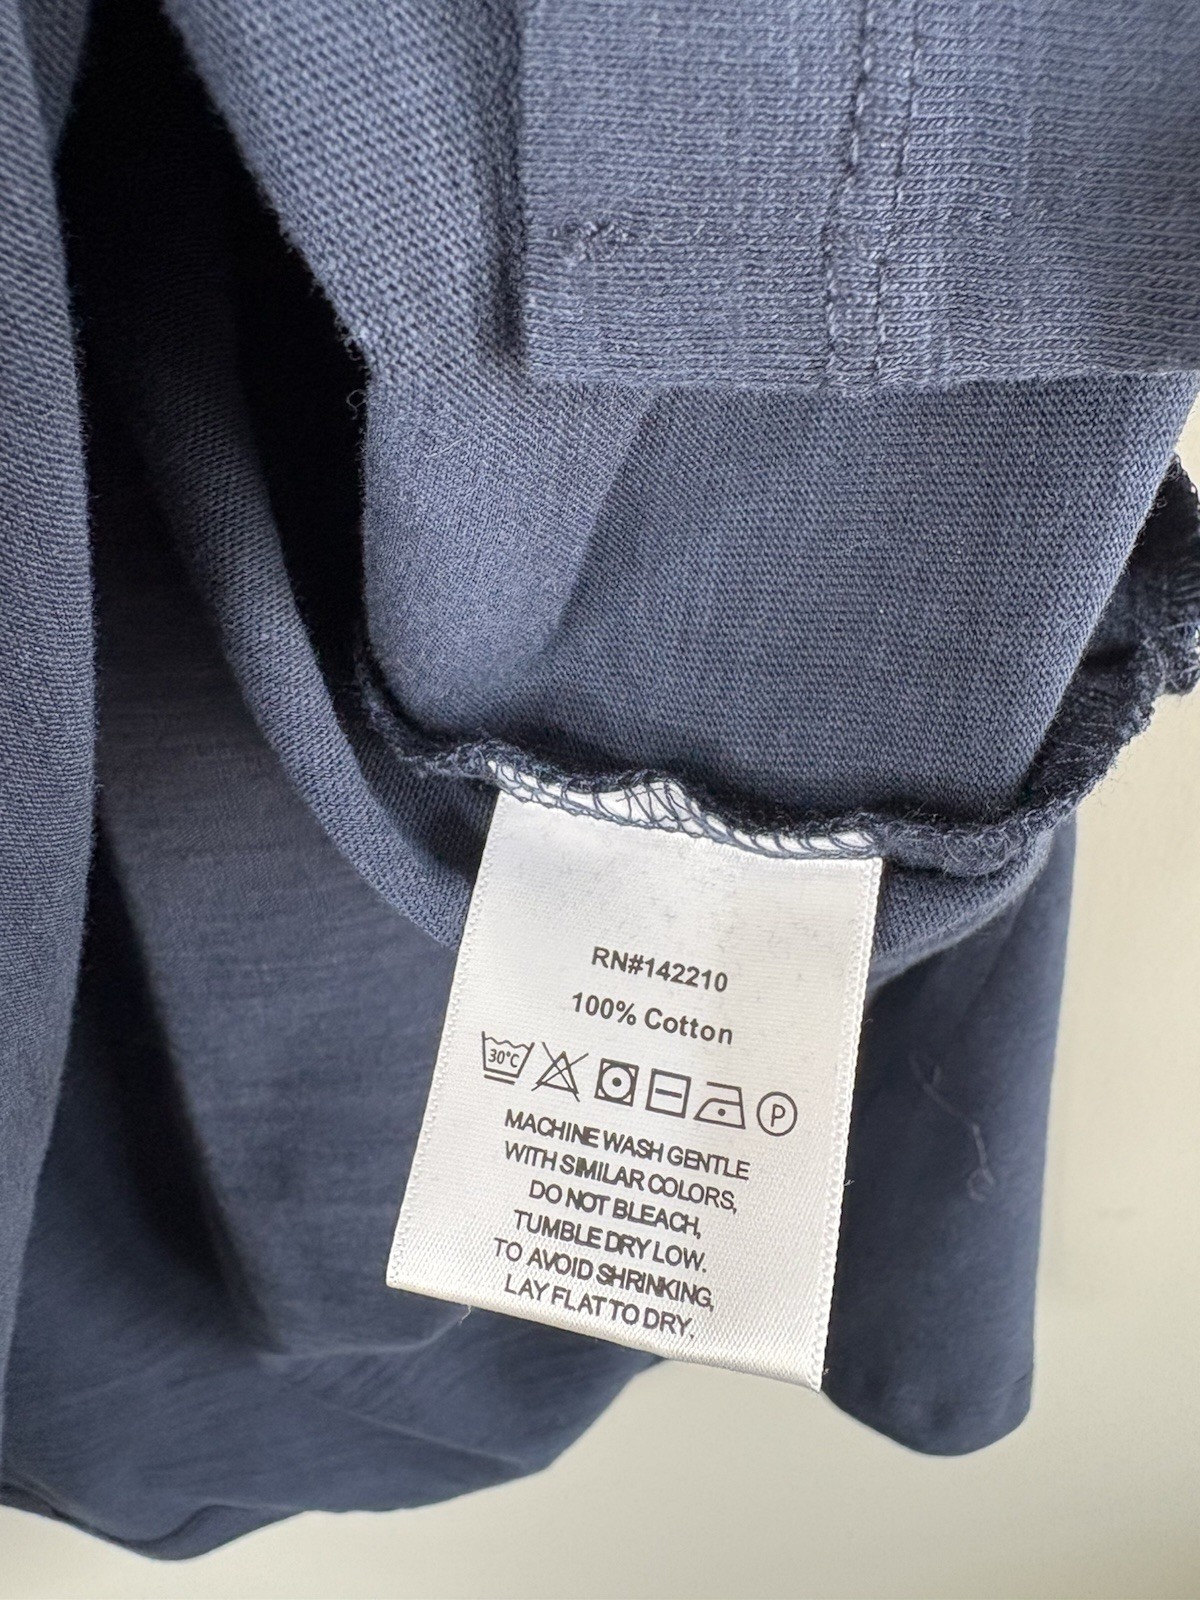 RN#142210
100% Cotton
30°C P
MACHINE WASH GENTLE
WITH SIMILAR COLORS,
DO NOT BLEACH,
TUMBLE DRY LOW.
TO AVOID SHRINKING,
LAY FLAT TO DRY.